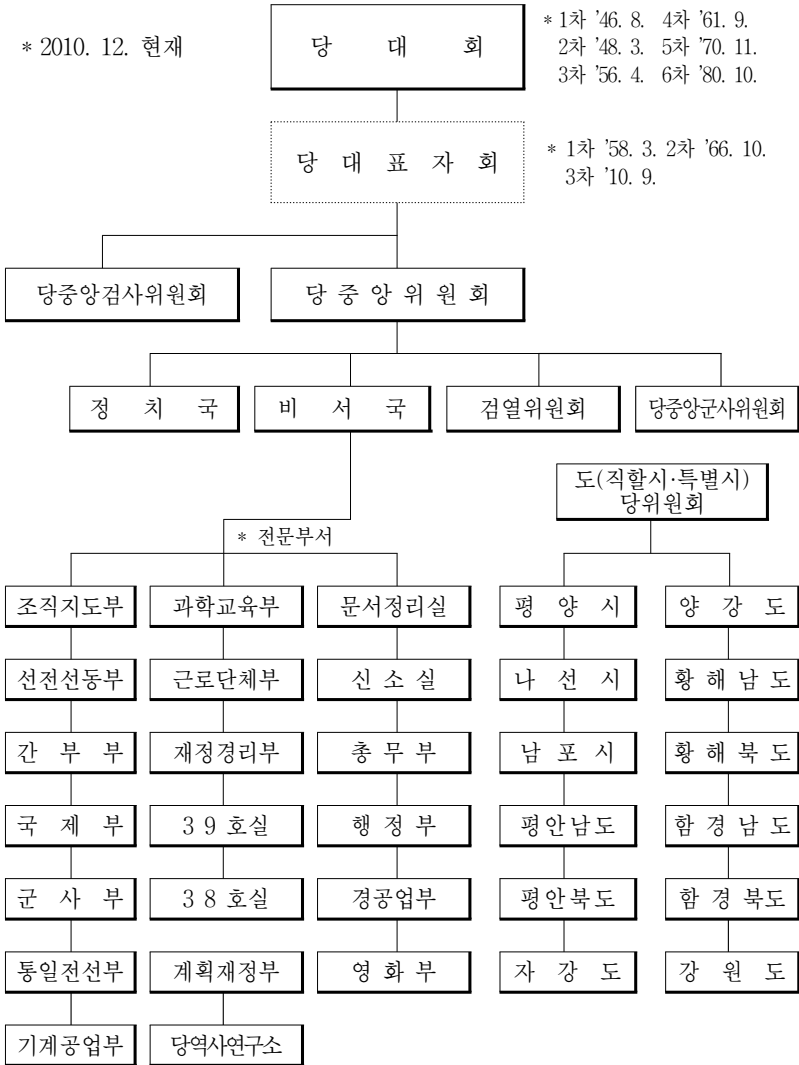 * 2010. 12. 현재
당 대 회
* 1차 '46. 8. 4차 '61. 9.
2차 '48. 3. 5차 '70. 11.
3차 '56. 4. 6차 '80. 10.
당 대 표 자 회
* 1차 '58. 3. 2차 '66. 10.
3차 '10. 9.
당중앙검사위원회
당 중 앙 위 원 회
정 치 국
비 서 국
검열위원회
당중앙군사위원회
도(직할시·특별시)
당위원회
* 전문부서
조직지도부
과학교육부
문서정리실
평 양 시
양 강 도
선전선동부
근로단체부
신 소 실
나 선 시
황 해 남 도
간 부 부
재정경리부
총 무 부
남 포 시
황 해 북 도
국 제 부
3 9 호실
행 정 부
평안남도
함 경 남 도
군 사 부
3 8 호실
경공업부
평안북도
함 경 북 도
통일전선부
계획재정부
영 화 부
자 강 도
강 원 도
기계공업부
당역사연구소